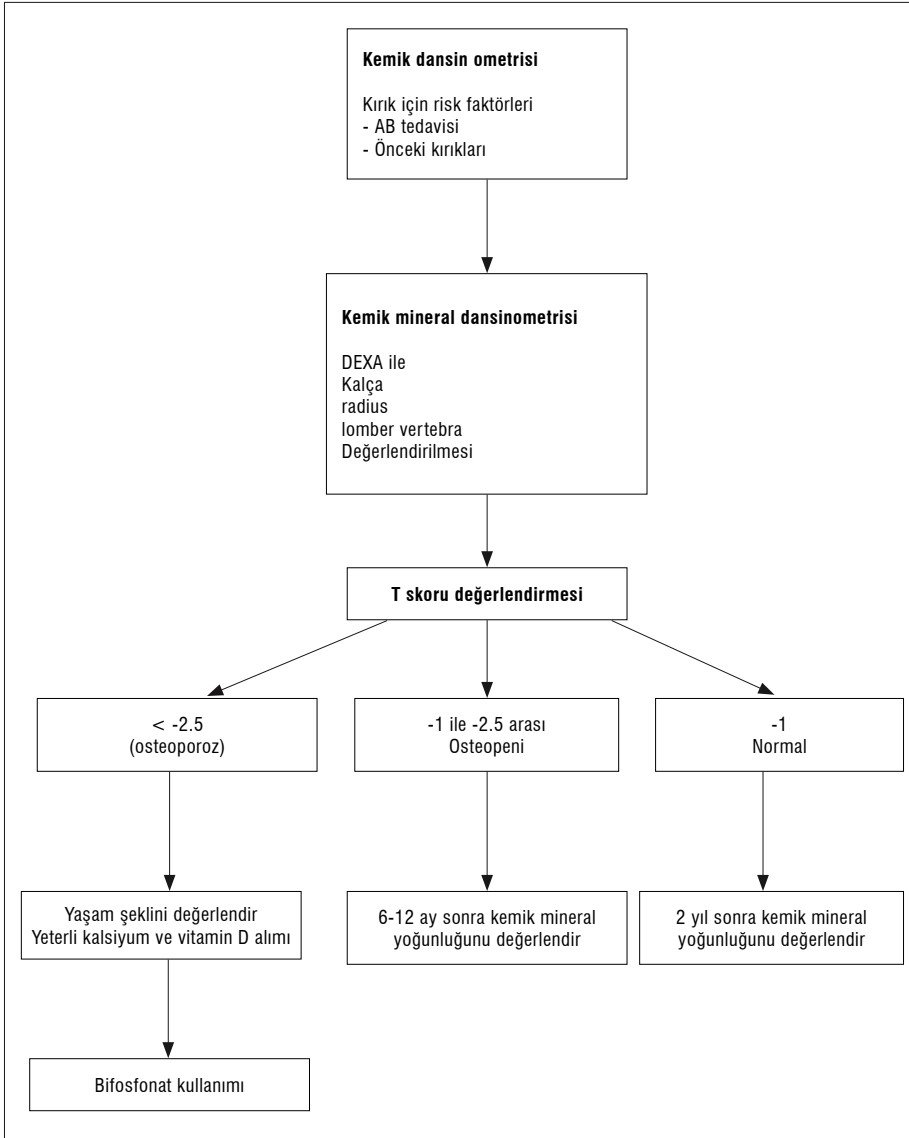 Kemik dansin ometrisi
Kırık için risk faktörleri
- AB tedavisi
- Önceki kırıkları
Kemik mineral dansinometrisi
DEXA ile
Kalça
radius
lomber vertebra
Değerlendirilmesi
T skoru değerlendirmesi
< -2.5
(osteoporoz)
-1 ile -2.5 arası
Osteopeni
-1
Normal
Yaşam şeklini değerlendir
Yeterli kalsiyum ve vitamin D alımı
6-12 ay sonra kemik mineral
yoğunluğunu değerlendir
2 yıl sonra kemik mineral
yoğunluğunu değerlendir
Bifosfonat kullanımı